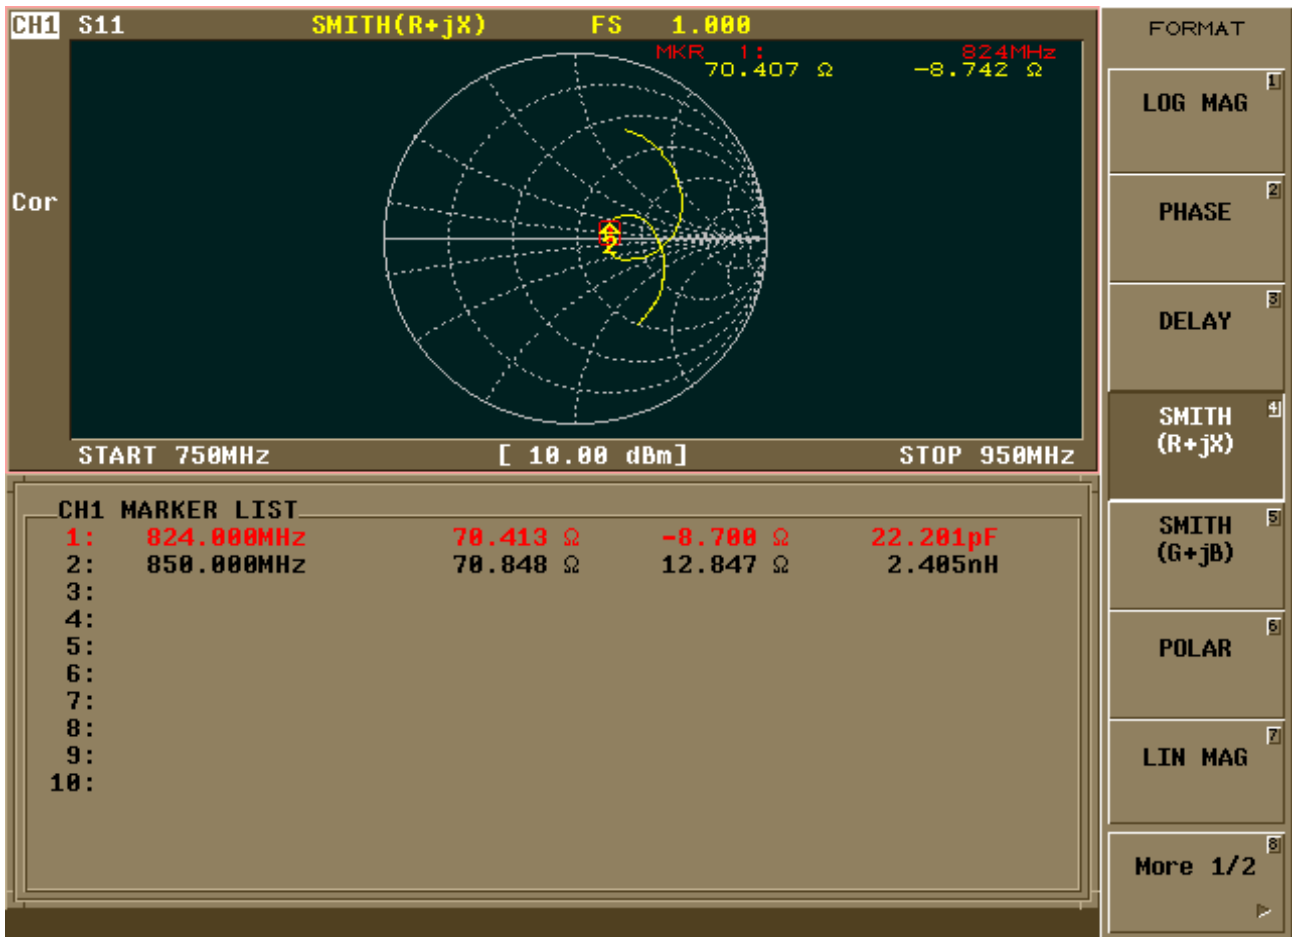 CH1 S11 SMITH(R+jX) FS 1.000
MKR 1: 824MHz
70.407 Ω -8.742 Ω
Cor
2
START 750MHz [ 10.00 dBm] STOP 950MHz
CH1 MARKER LIST
1: 824.000MHz 70.413 Ω -8.700 Ω 22.201pF
2: 850.000MHz 70.848 Ω 12.847 Ω 2.405nH
3:
4:
5:
6:
7:
8:
9:
10:
FORMAT
1
LOG MAG
2
PHASE
3
DELAY
4
SMITH
(R+jX)
5
SMITH
(G+jB)
6
POLAR
7
LIN MAG
8
More 1/2